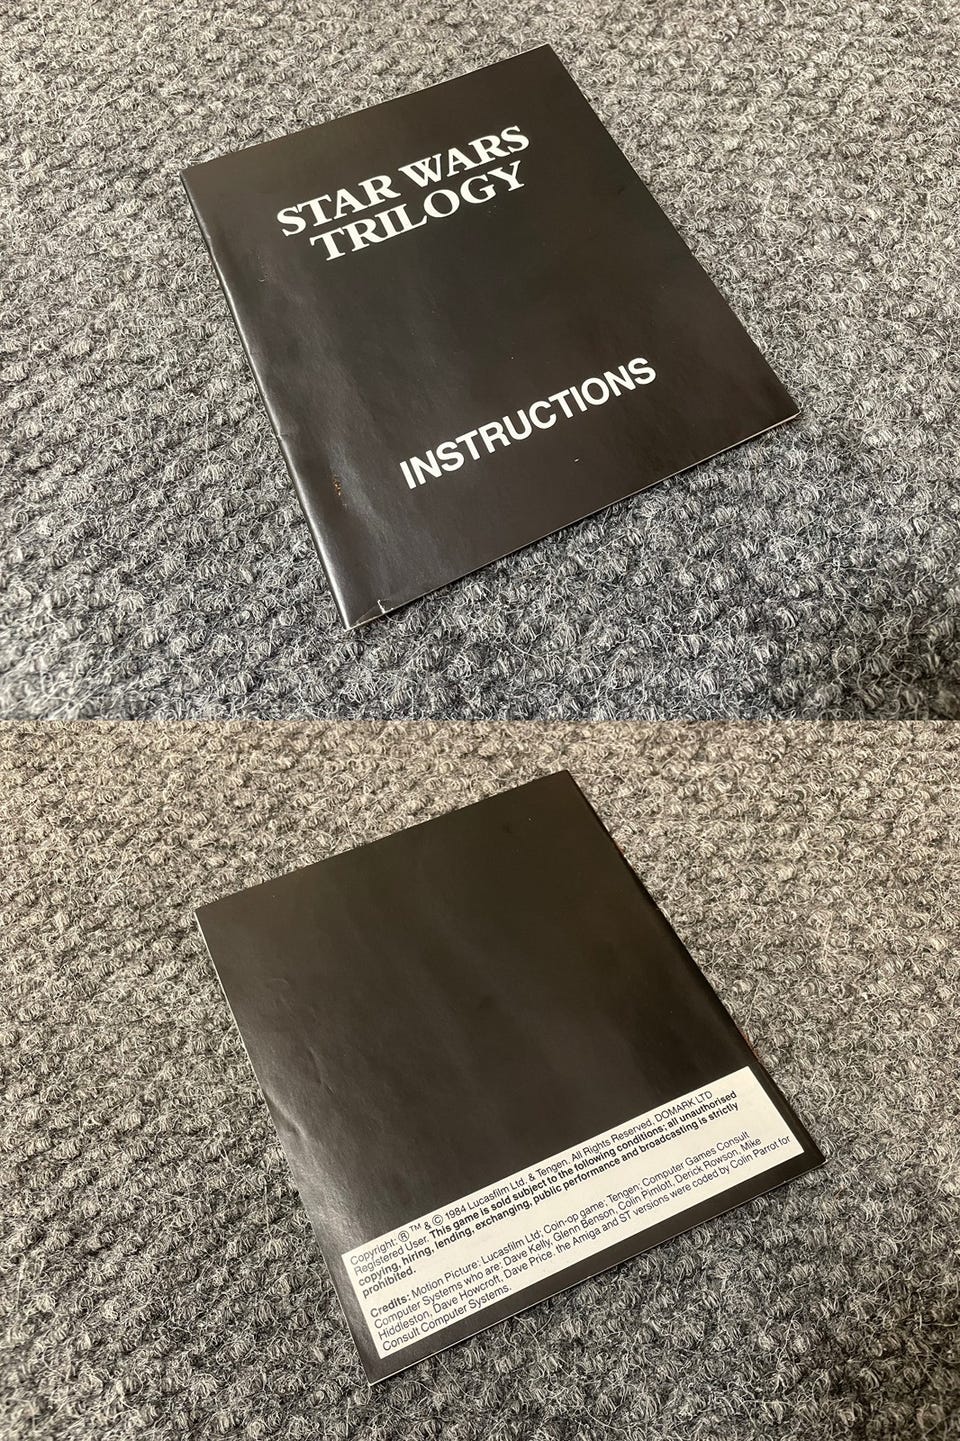 STAR WARS
TRILOGY
INSTRUCTIONS
Copyright: ® ™ & © 1984 Lucasfilm Ltd. & Tengen. All Rights Reserved, DOMARK LTD
Registered User. This game is sold subject to the following conditions; all unauthorised
copying, hiring, lending, exchanging, public performance and broadcasting is strictly
prohibited.
Credits: Motion Picture: Lucasfilm Ltd; Coin-op game: Tengen; Computer Games Consult
Computer Systems who are: Dave Kelly, Glenn Benson, Colin Pimlott, Derick Rowson, Mike
Hiddleston, Dave Howcroft, Dave Price. the Amiga and ST versions were coded by Colin Parrot for
Consult Computer Systems.